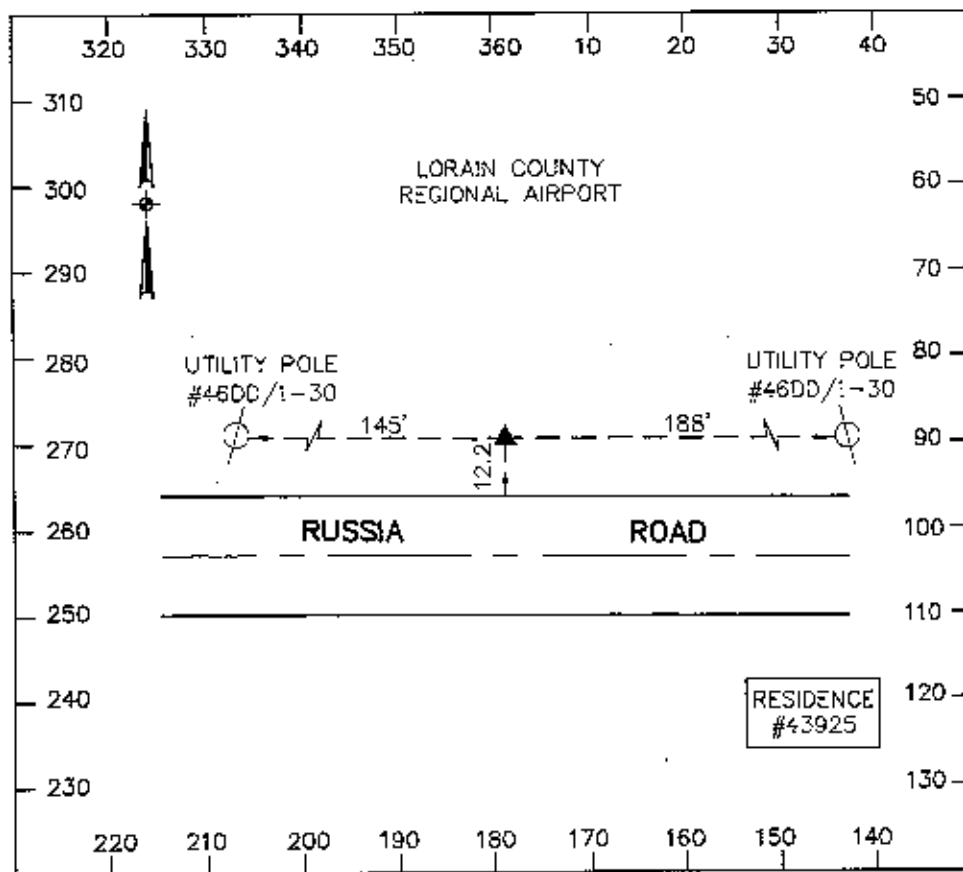 320 330 340 350 360 10 20 30 40
310
50
LORAIN COUNTY
REGIONAL AIRPORT
300
60
290
70
280
80
UTILITY POLE
#46DD/1-30
UTILITY POLE
#46DD/1-30
145'
188'
270
90
12.2'
260
RUSSIA ROAD
100
250
110
240
120
RESIDENCE
#43925
230
130
220 210 200 190 180 170 160 150 140